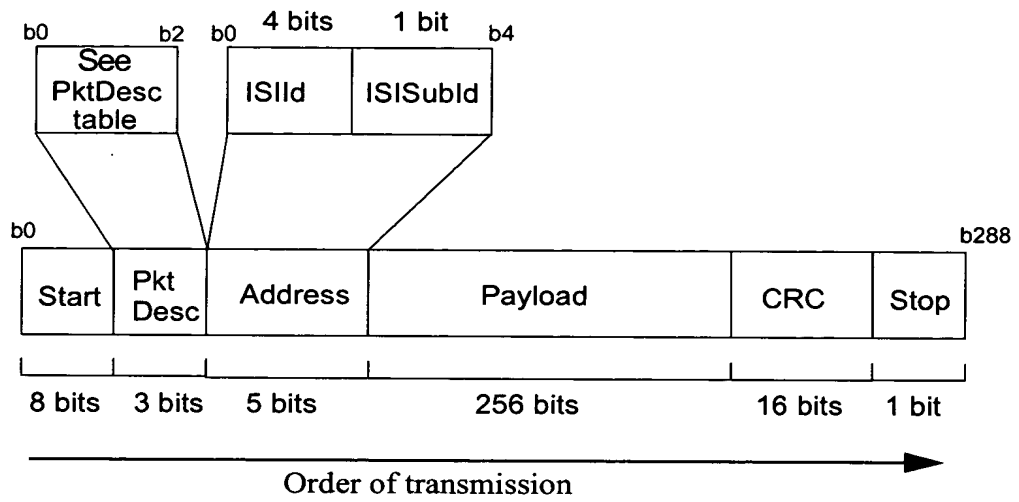 4 bits 1 bit
b0 b2 b0 b4
See
PktDesc
table
ISIId ISISubId
b0 b288
Start Pkt
Desc Address Payload CRC Stop
8 bits 3 bits 5 bits 256 bits 16 bits 1 bit
Order of transmission